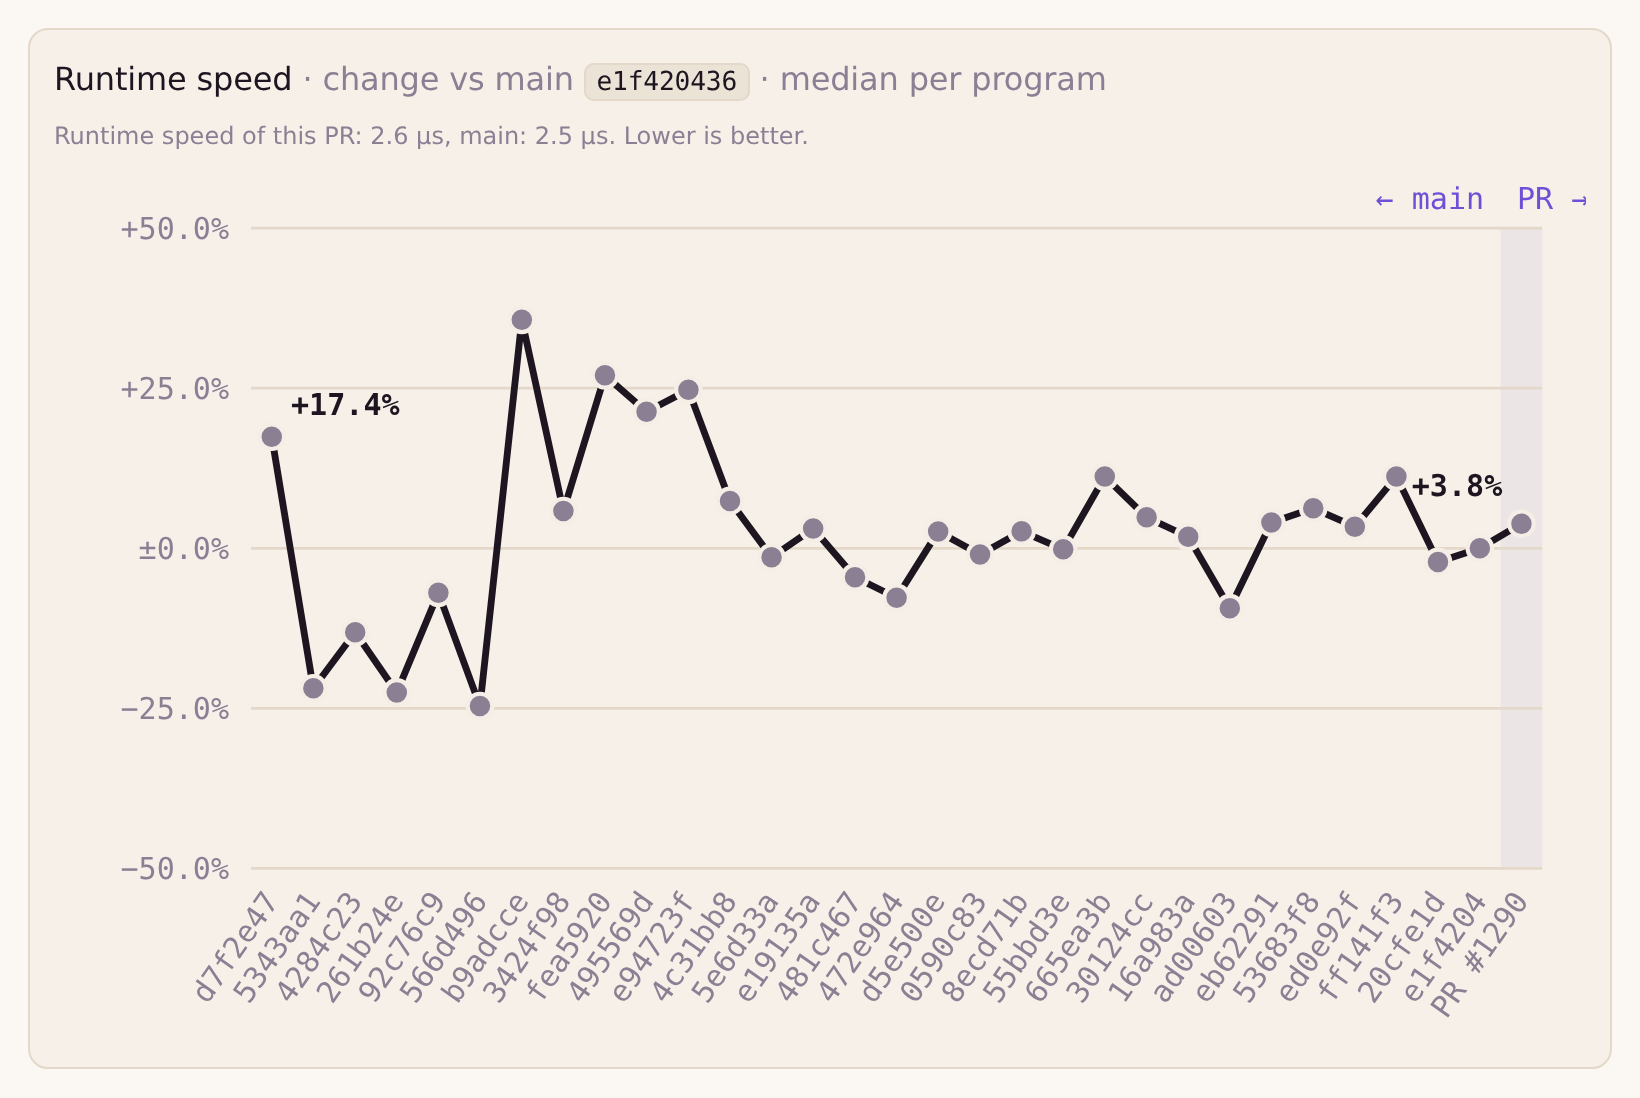 Runtime speed · change vs main e1f420436 · median per program
Runtime speed of this PR: 2.6 µs, main: 2.5 µs. Lower is better.
← main PR →
+50.0%
+25.0%
+17.4%
+3.8%
±0.0%
−25.0%
−50.0%
d7f2e47
5343aa1
4284c23
261b24e
92c76c9
566d496
b9adcce
3424f98
fea5920
495569d
e94723f
4c31bb8
5e6d33a
e19135a
481c467
472e964
d5e500e
0590c83
8ecd71b
55bbd3e
665ea3b
30124cc
16a983a
ad00603
eb62291
53683f8
ed0e92f
ff141f3
20cfe1d
e1f4204
PR #1290